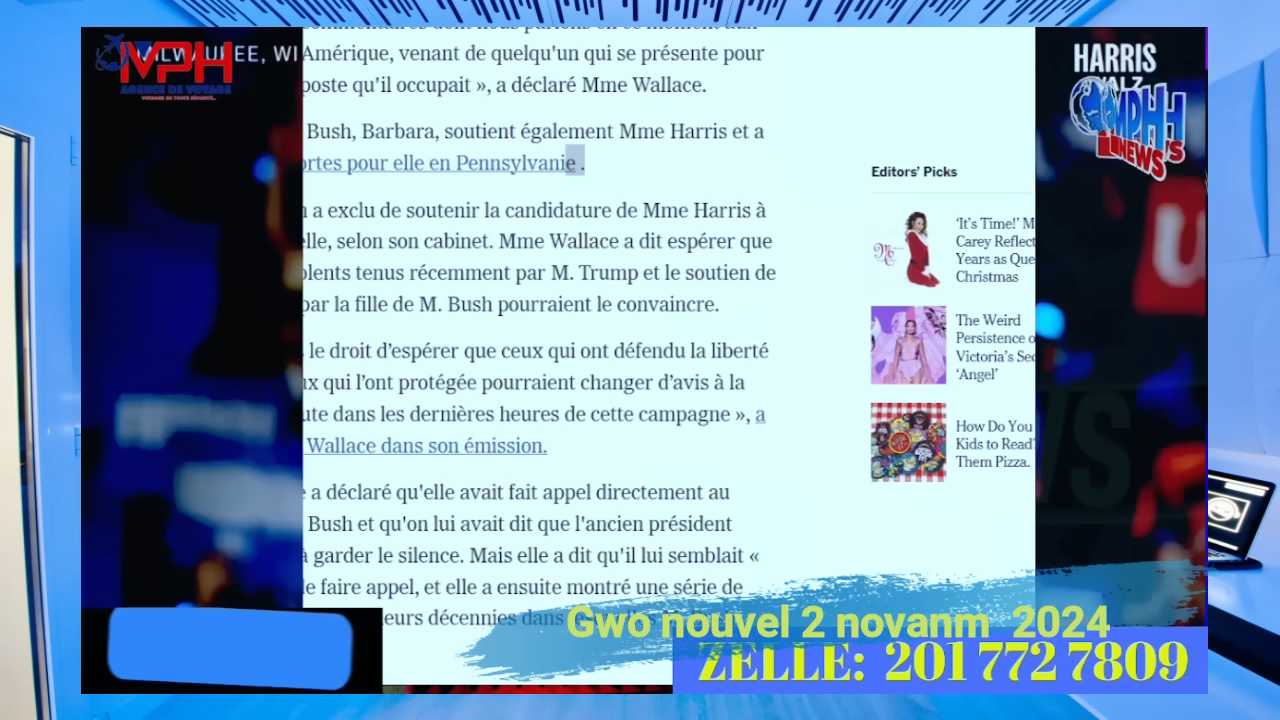 MILWAUKEE, WI
MPH
AGENCE DE VOYAGE
HARRIS
WALZ
MPH
NEWS
Amérique, venant de quelqu'un qui se présente pour
poste qu'il occupait », a déclaré Mme Wallace.
Bush, Barbara, soutient également Mme Harris et a
ortes pour elle en Pennsylvanie .
a exclu de soutenir la candidature de Mme Harris à
elle, selon son cabinet. Mme Wallace a dit espérer que
olents tenus récemment par M. Trump et le soutien de
par la fille de M. Bush pourraient le convaincre.
le droit d'espérer que ceux qui ont défendu la liberté
ux qui l'ont protégée pourraient changer d'avis à la
ute dans les dernières heures de cette campagne », a
Wallace dans son émission.
a déclaré qu'elle avait fait appel directement au
Bush et qu'on lui avait dit que l'ancien président
à garder le silence. Mais elle a dit qu'il lui semblait «
le faire appel, et elle a ensuite montré une série de
eurs décennies dans
Editors' Picks
'It's Time!' M
Carey Reflect
Years as Que
Christmas
The Weird
Persistence o
Victoria's Sec
'Angel'
How Do You
Kids to Read?
Them Pizza.
Gwo nouvel 2 novanm 2024
ZELLE: 201 772 7809